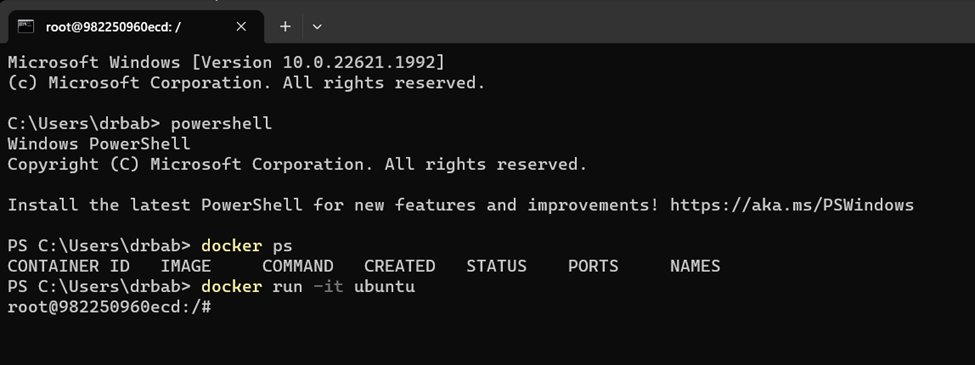 root@982250960ecd: /
Microsoft Windows [Version 10.0.22621.1992]
(c) Microsoft Corporation. All rights reserved.
C:\Users\drbab> powershell
Windows PowerShell
Copyright (C) Microsoft Corporation. All rights reserved.
Install the latest PowerShell for new features and improvements! https://aka.ms/PSWindows
PS C:\Users\drbab> docker ps
CONTAINER ID   IMAGE     COMMAND   CREATED   STATUS    PORTS     NAMES
PS C:\Users\drbab> docker run -it ubuntu
root@982250960ecd:/#